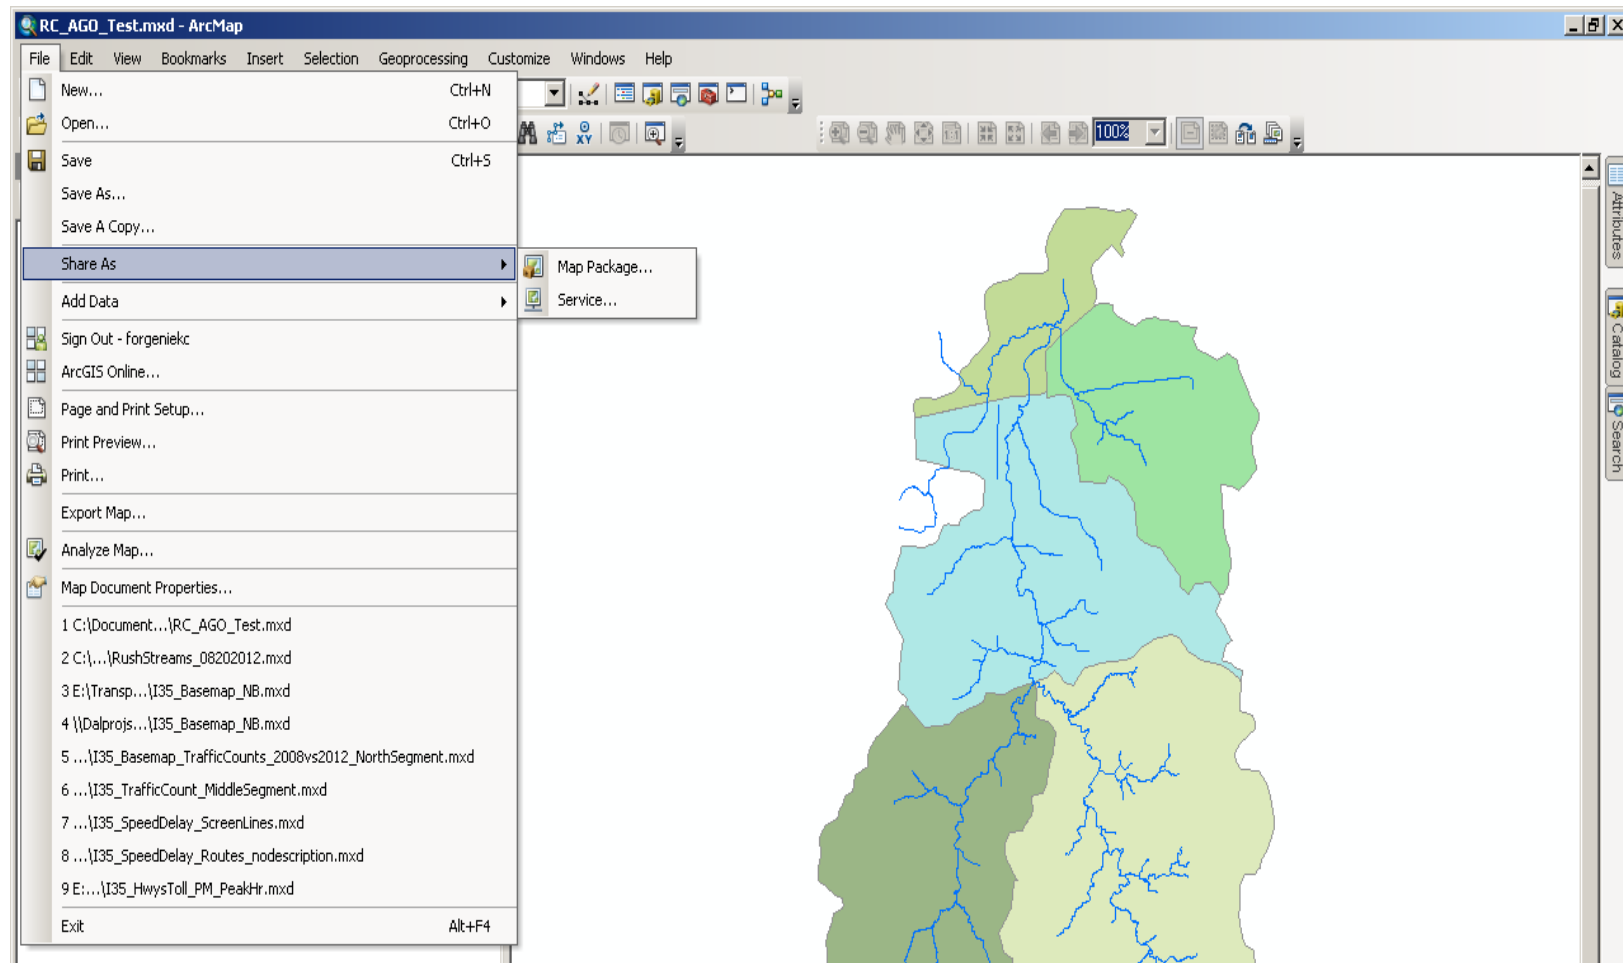 RC_AGO_Test.mxd - ArcMap
File Edit View Bookmarks Insert Selection Geoprocessing Customize Windows Help
New... Ctrl+N
Open... Ctrl+O
XY
1:1
100%
Save Ctrl+S
Save As...
Save A Copy...
Share As
Map Package...
Service...
Add Data
Sign Out - forgeniekc
ArcGIS Online...
Page and Print Setup...
Print Preview...
Print...
Export Map...
Analyze Map...
Map Document Properties...
1 C:\Document...\RC_AGO_Test.mxd
2 C:\...\RushStreams_08202012.mxd
3 E:\Transp...\I35_Basemap_NB.mxd
4 \\Dalprojs...\I35_Basemap_NB.mxd
5 ...\I35_Basemap_TrafficCounts_2008vs2012_NorthSegment.mxd
6 ...\I35_TrafficCount_MiddleSegment.mxd
7 ...\I35_SpeedDelay_ScreenLines.mxd
8 ...\I35_SpeedDelay_Routes_nodescription.mxd
9 E:...\I35_HwysToll_PM_PeakHr.mxd
Exit Alt+F4
Attributes
Catalog
Search